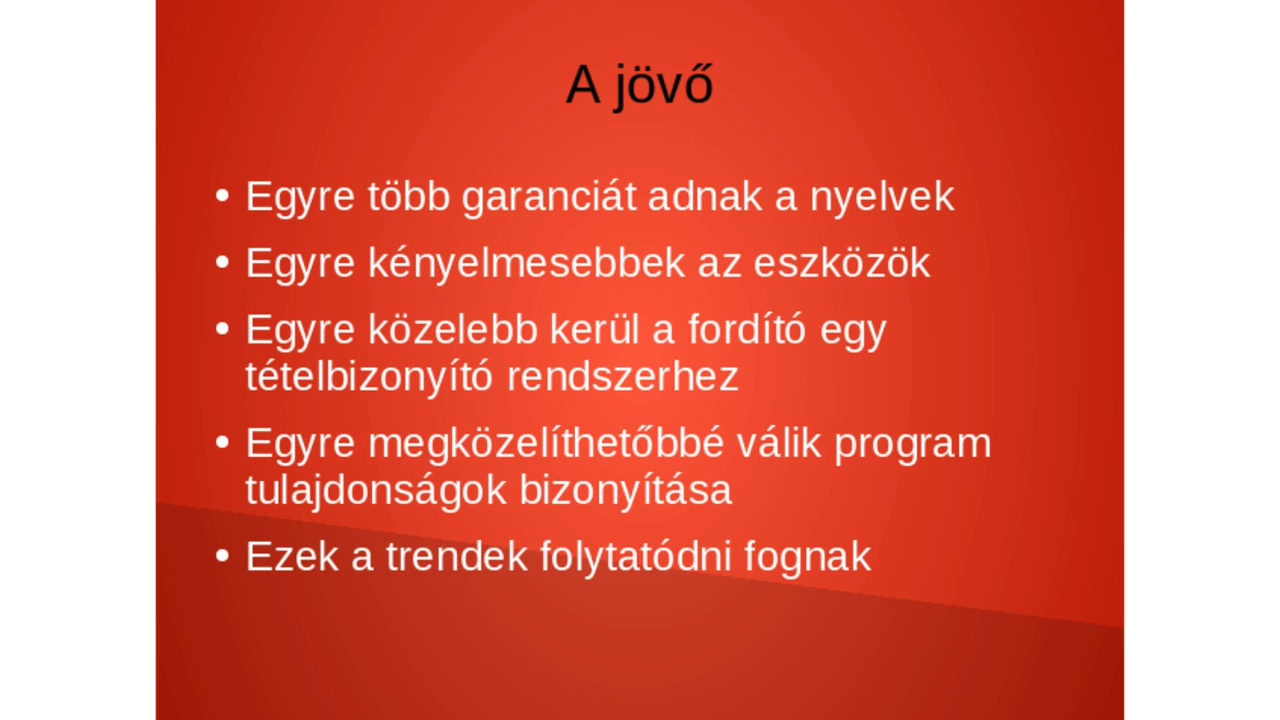 A jövő
• Egyre több garanciát adnak a nyelvek
• Egyre kényelmesebbek az eszközök
• Egyre közelebb kerül a fordító egy
tételbizonyító rendszerhez
• Egyre megközelíthetőbbé válik program
tulajdonságok bizonyítása
• Ezek a trendek folytatódni fognak